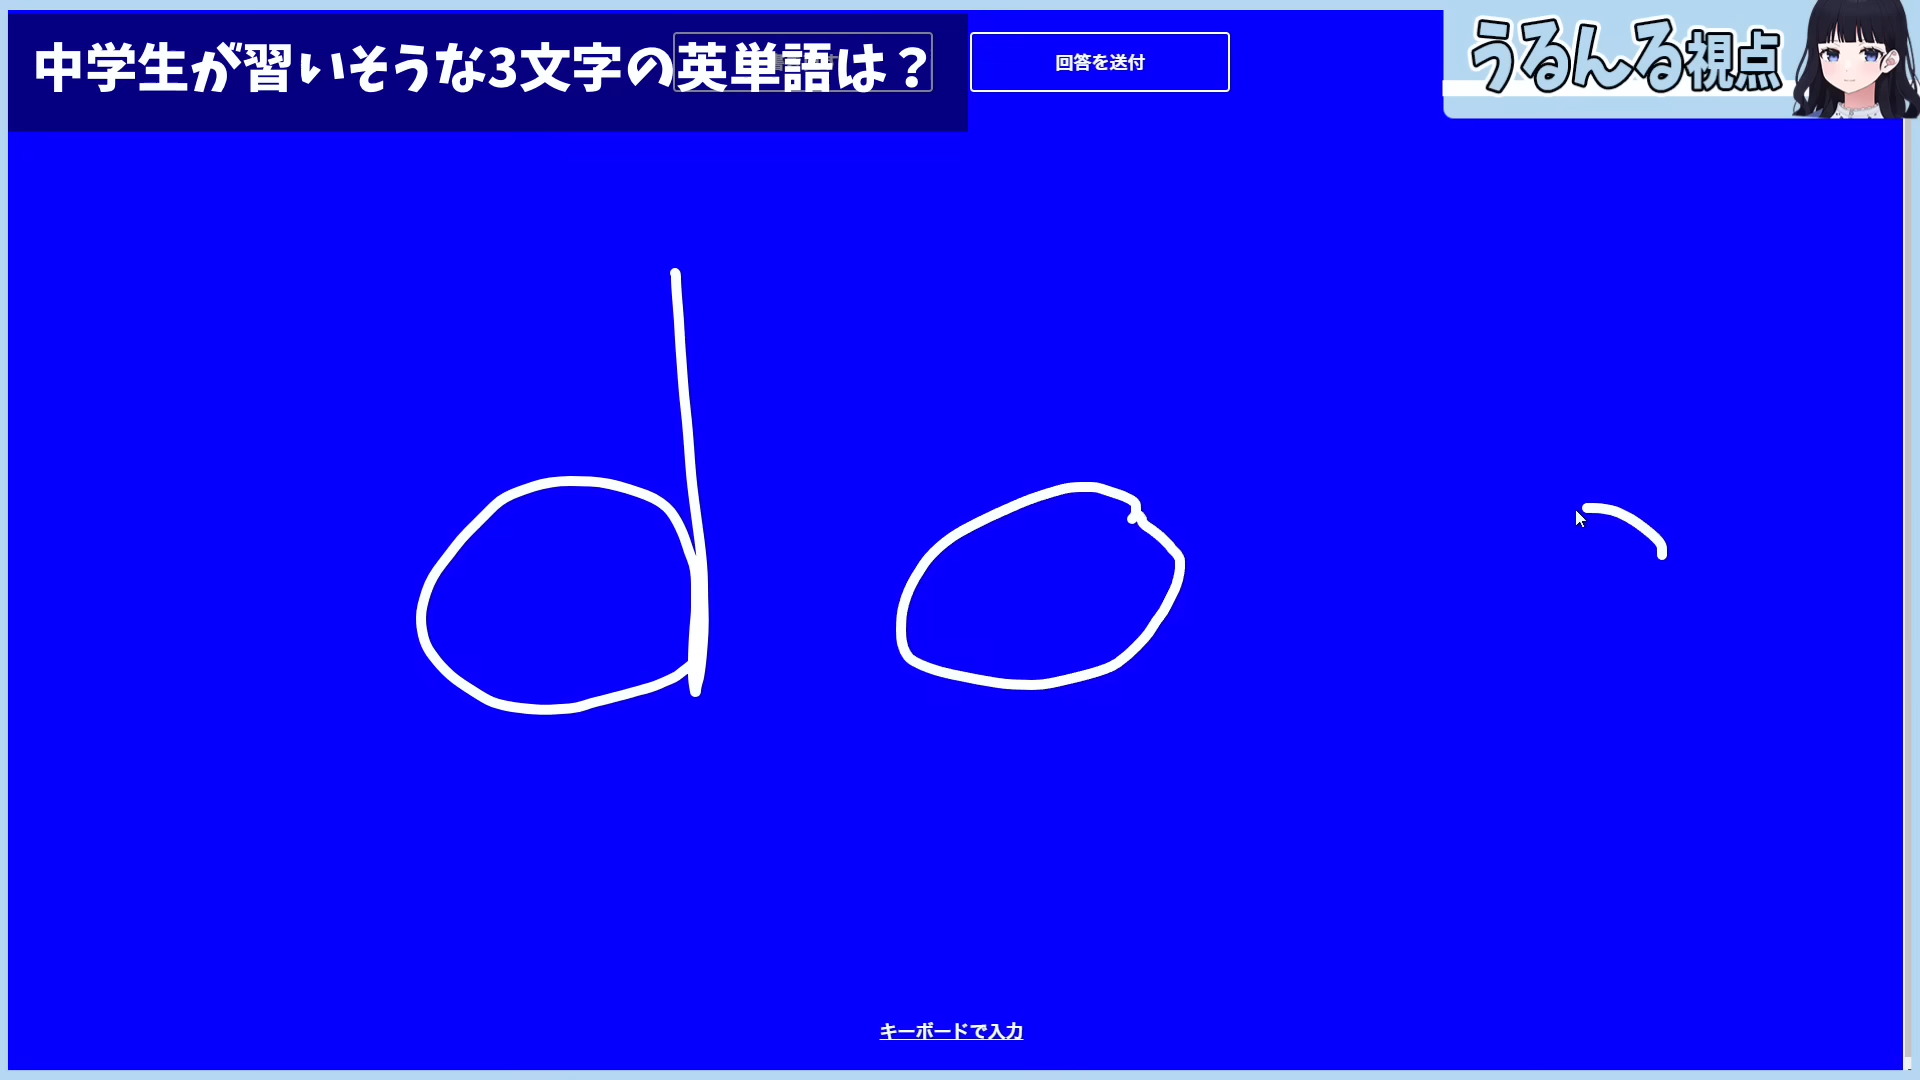 中学生が習いそうな3文字の英単語は？
回答を送付
うるんる視点
do
キーボードで入力